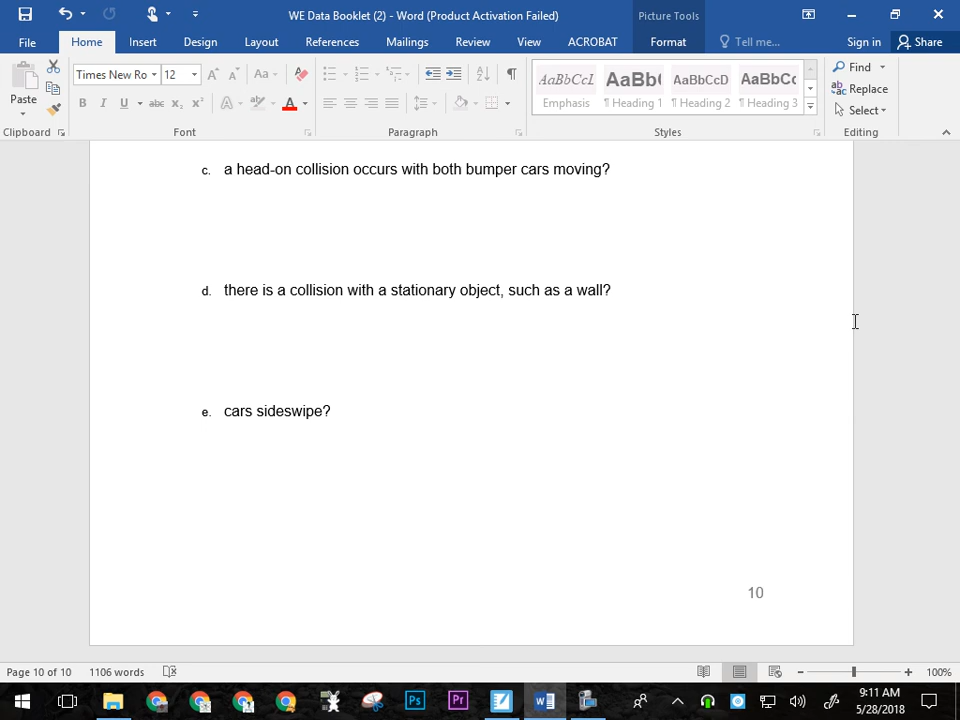 WE Data Booklet (2) - Word (Product Activation Failed)
Picture Tools
File
Home
Insert
Design
Layout
References
Mailings
Review
View
ACROBAT
Format
Tell me...
Sign in
Share
Paste
Clipboard
Times New Ro
12
Font
Paragraph
AaBbCcL
Emphasis
AaBb(
¶ Heading 1
AaBbCcD
¶ Heading 2
AaBbCc
¶ Heading 3
Styles
Find
Replace
Select
Editing
c. a head-on collision occurs with both bumper cars moving?
d. there is a collision with a stationary object, such as a wall?
e. cars sideswipe?
10
Page 10 of 10
1106 words
100%
9:11 AM
5/28/2018